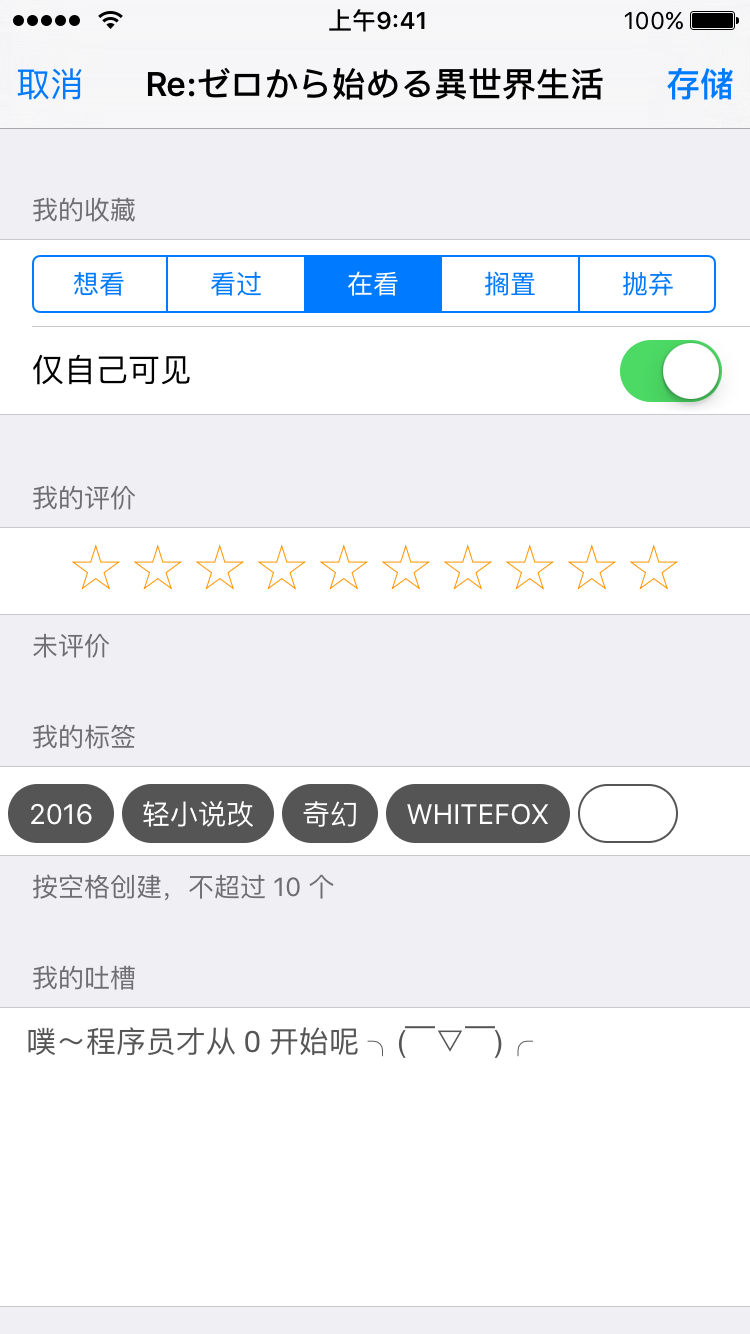 上午9:41 100%
取消 Re:ゼロから始める異世界生活 存储
我的收藏
想看 看过 在看 搁置 抛弃
仅自己可见
我的评价
☆ ☆ ☆ ☆ ☆ ☆ ☆ ☆ ☆ ☆
未评价
我的标签
2016 轻小说改 奇幻 WHITEFOX
按空格创建，不超过 10 个
我的吐槽
噗～程序员才从 0 开始呢 ╮(￣▽￣)╭